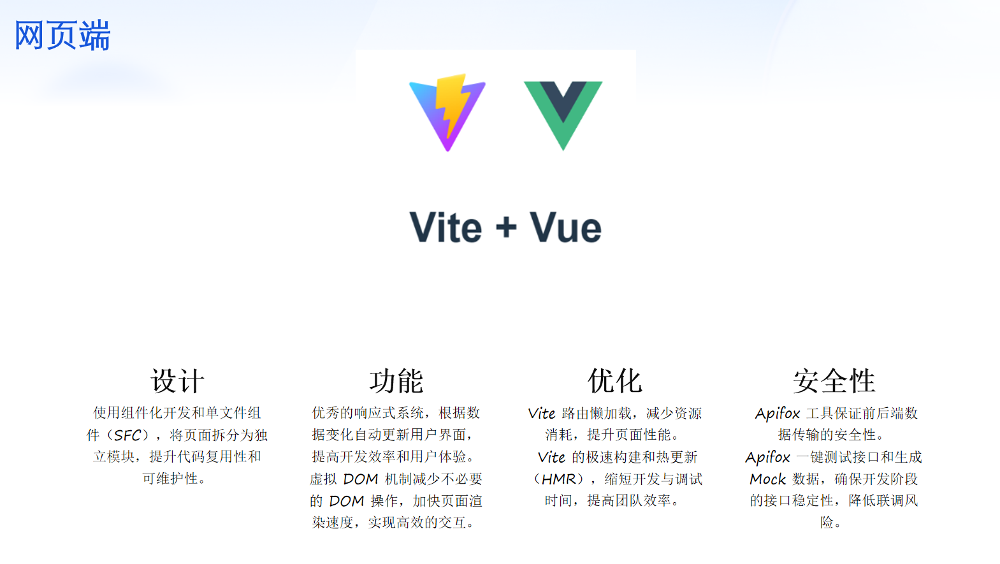 网页端
Vite + Vue
设计
使用组件化开发和单文件组
件（SFC），将页面拆分为独
立模块，提升代码复用性和
可维护性。
功能
优秀的响应式系统，根据数
据变化自动更新用户界面，
提高开发效率和用户体验。
虚拟 DOM 机制减少不必要
的 DOM 操作，加快页面渲
染速度，实现高效的交互。
优化
Vite 路由懒加载，减少资源
消耗，提升页面性能。
Vite 的极速构建和热更新
（HMR），缩短开发与调试
时间，提高团队效率。
安全性
Apifox 工具保证前后端数
据传输的安全性。
Apifox 一键测试接口和生成
Mock 数据，确保开发阶段
的接口稳定性，降低联调风
险。